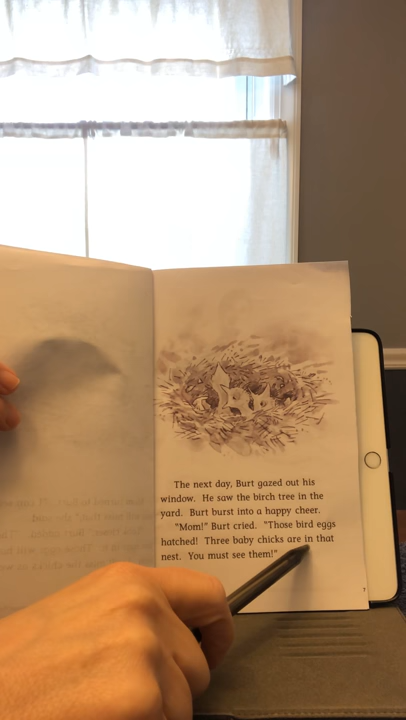 The next day, Burt gazed out his
window. He saw the birch tree in the
yard. Burt burst into a happy cheer.
"Mom!" Burt cried. "Those bird eggs
hatched! Three baby chicks are in that
nest. You must see them!"